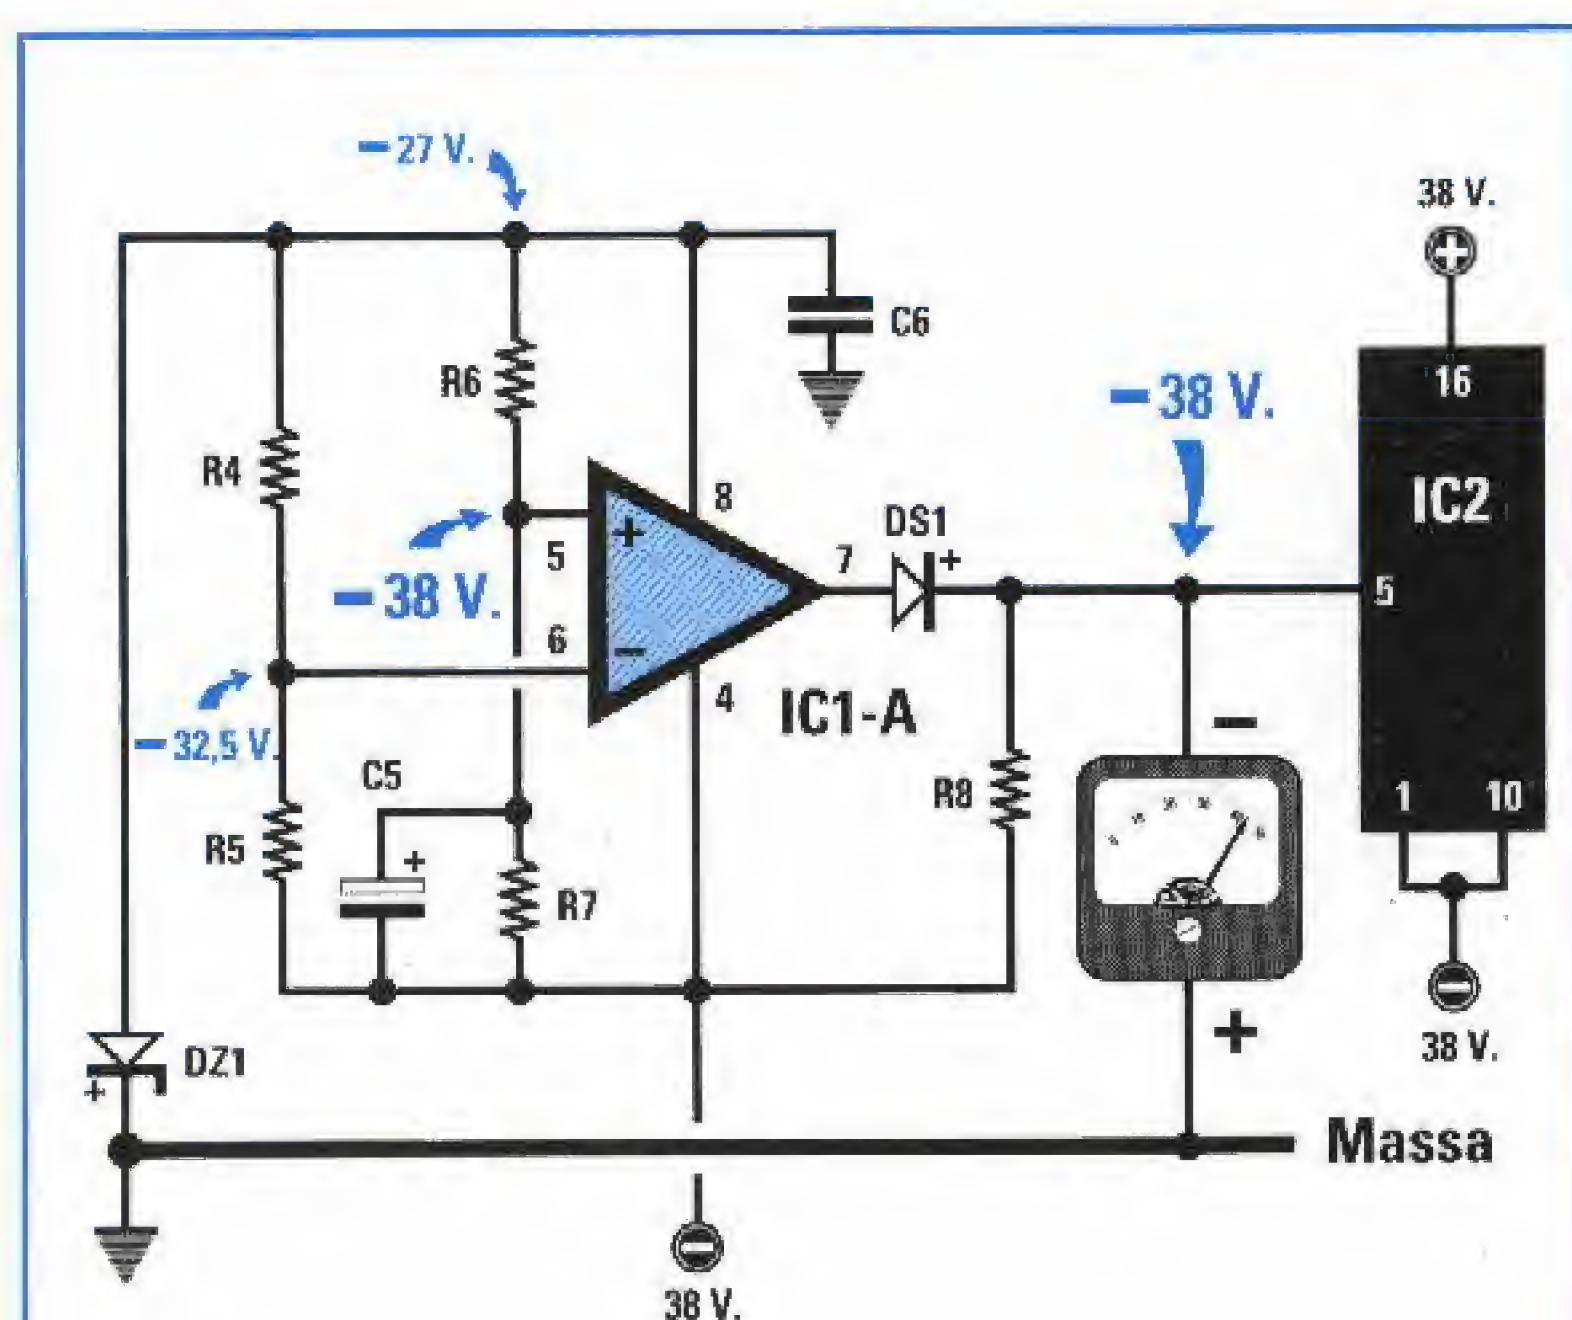 – 27 V.
38 V.
+
C6
R6
– 38 V.
16
R4
8
DS1
IC2
+
5
7
+
– 38 V.
5
6
–
4
IC1-A
–
– 32,5 V.
C5
R8
1 10
R5
+
R7
–
DZ1
+
+
38 V.
Massa
–
38 V.